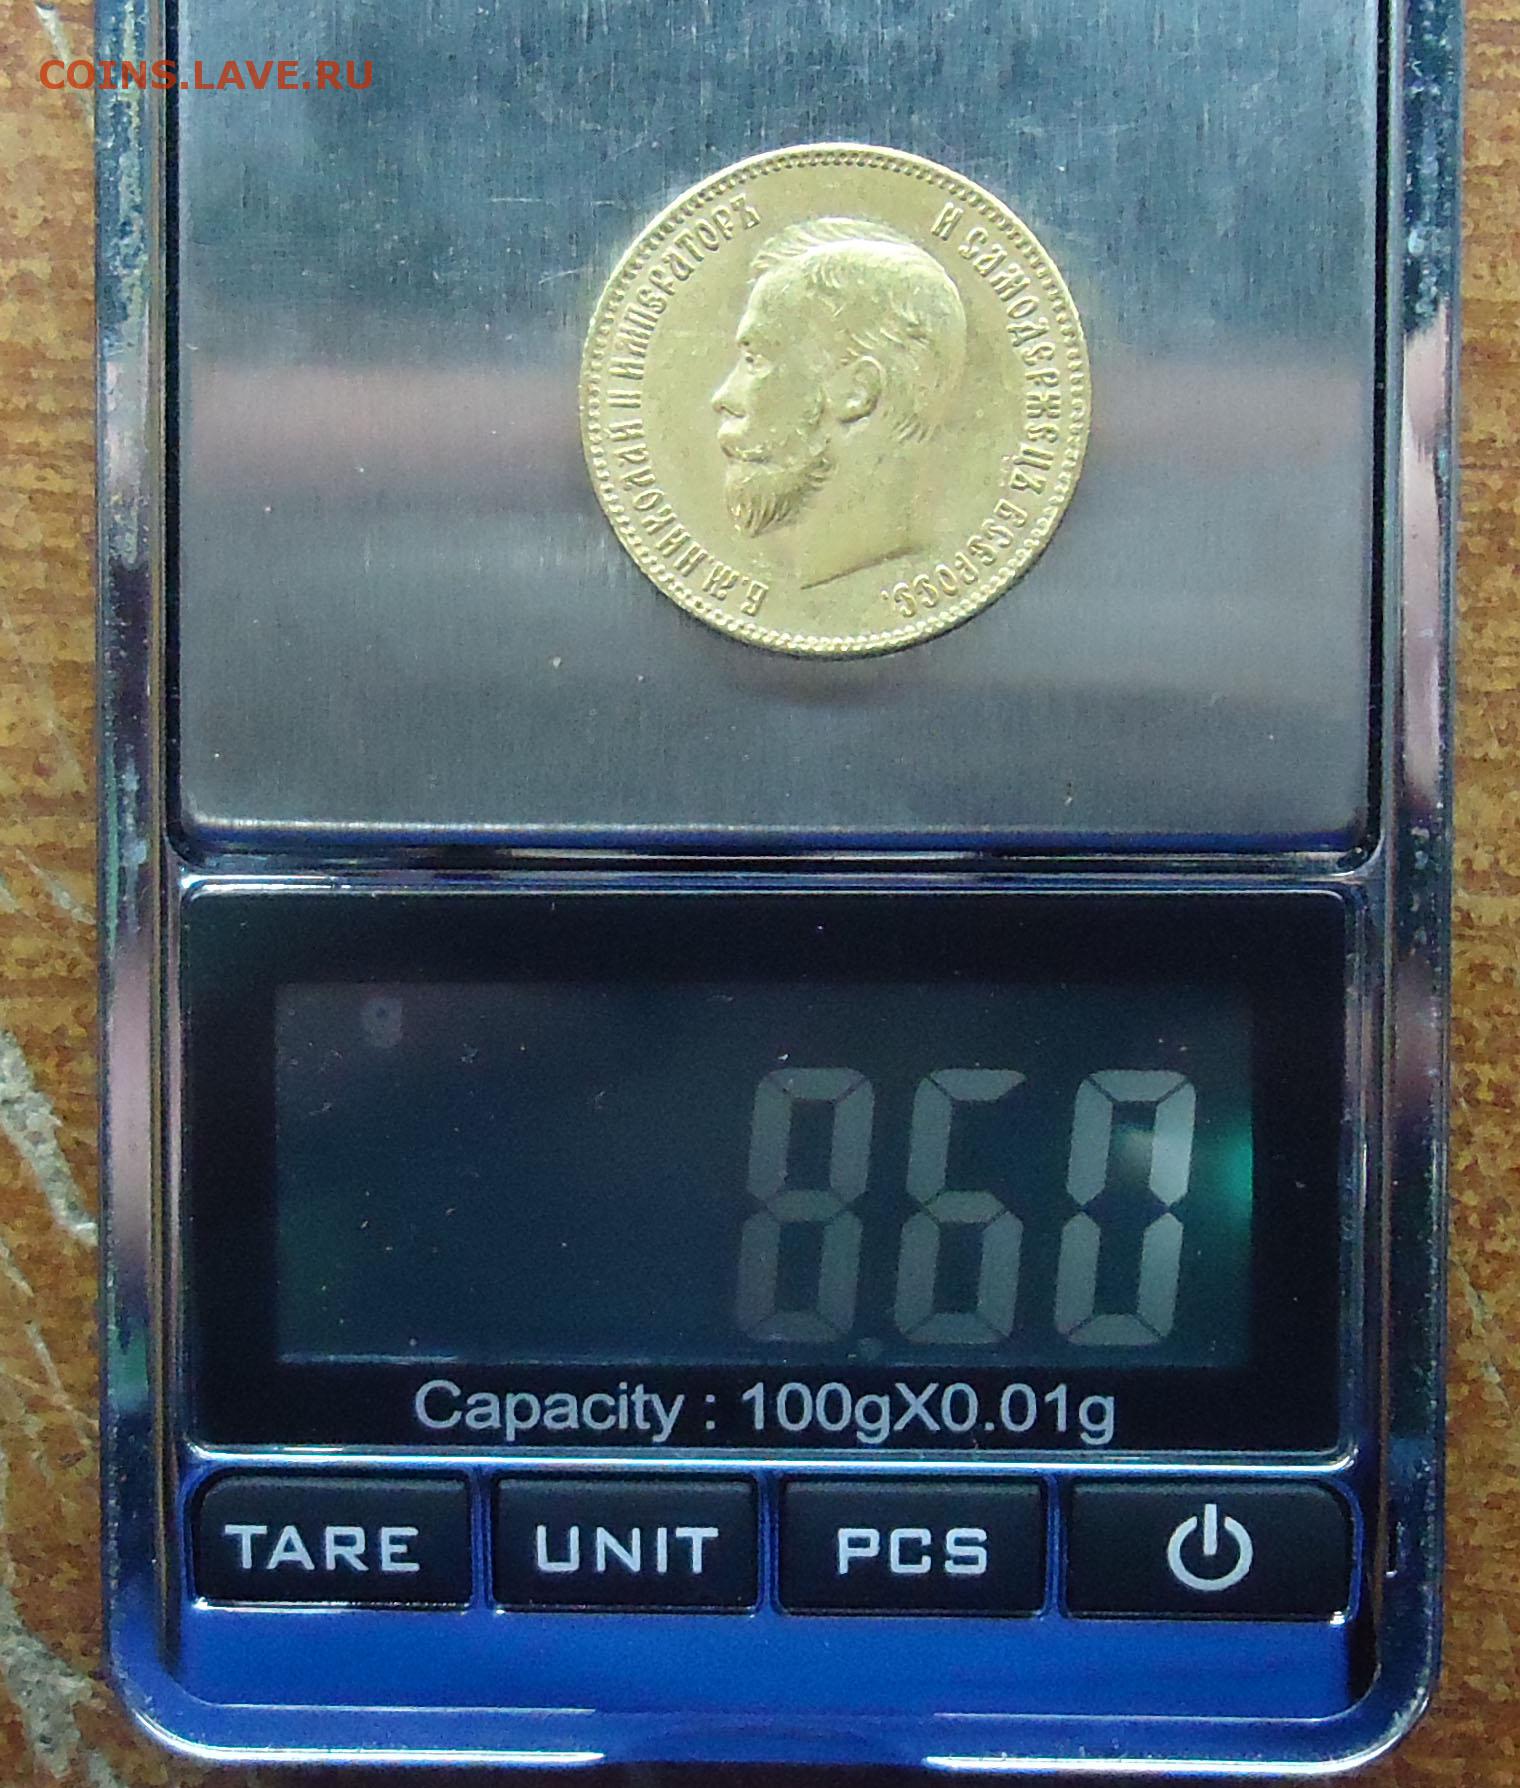 COINS.LAVE.RU
Б. М. НИКОЛАЙ II ИМПЕРАТОРЪ И САМОДЕРЖЕЦЪ ВСЕРОСС.
8.60
Capacity : 100gX0.01g
TARE UNIT PCS